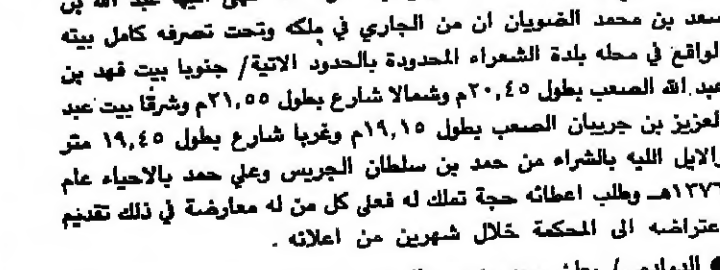 سعد بن محمد الضويان ان من الجاري في ملكه وتحت تصرفه كامل بيته
لواقع في محله بلدة الشعراء المحدودة بالحدود الاتية/ جنوبا بيت فهد بن
عبد الله الصعب بطول ٢٠,٤٥م وشمالا شارع بطول ٢١,٥٥م وشرقا بيت عبد
لعزيز بن جريبان الصعب بطول ١٩,١٥م وغربا شارع بطول ١٩,٤٥ متر
الايل اليه بالشراء من حمد بن سلطان الجريس وعلي حمد بالاحياء عام
١٣٧٦هـ وطلب اعطائه حجة تملك له فعلى كل من له معارضة في ذلك تقديم
عتراضه الى المحكمة خلال شهرين من اعلانه .